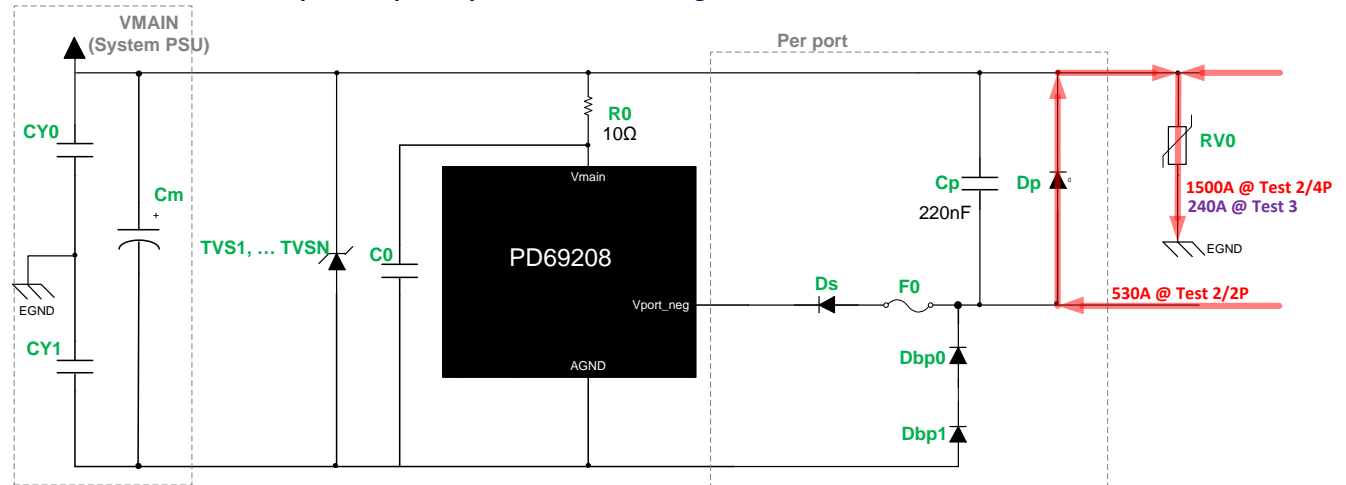 VMAIN
(System PSU)
Per port
CY0
R0
10Ω
RV0
Vmain
Cm
Cp
Dp
220nF
1500A @ Test 2/4P
240A @ Test 3
TVS1, … TVSN
C0
PD69208
EGND
Ds
F0
EGND
Vport_neg
530A @ Test 2/2P
CY1
Dbp0
AGND
Dbp1